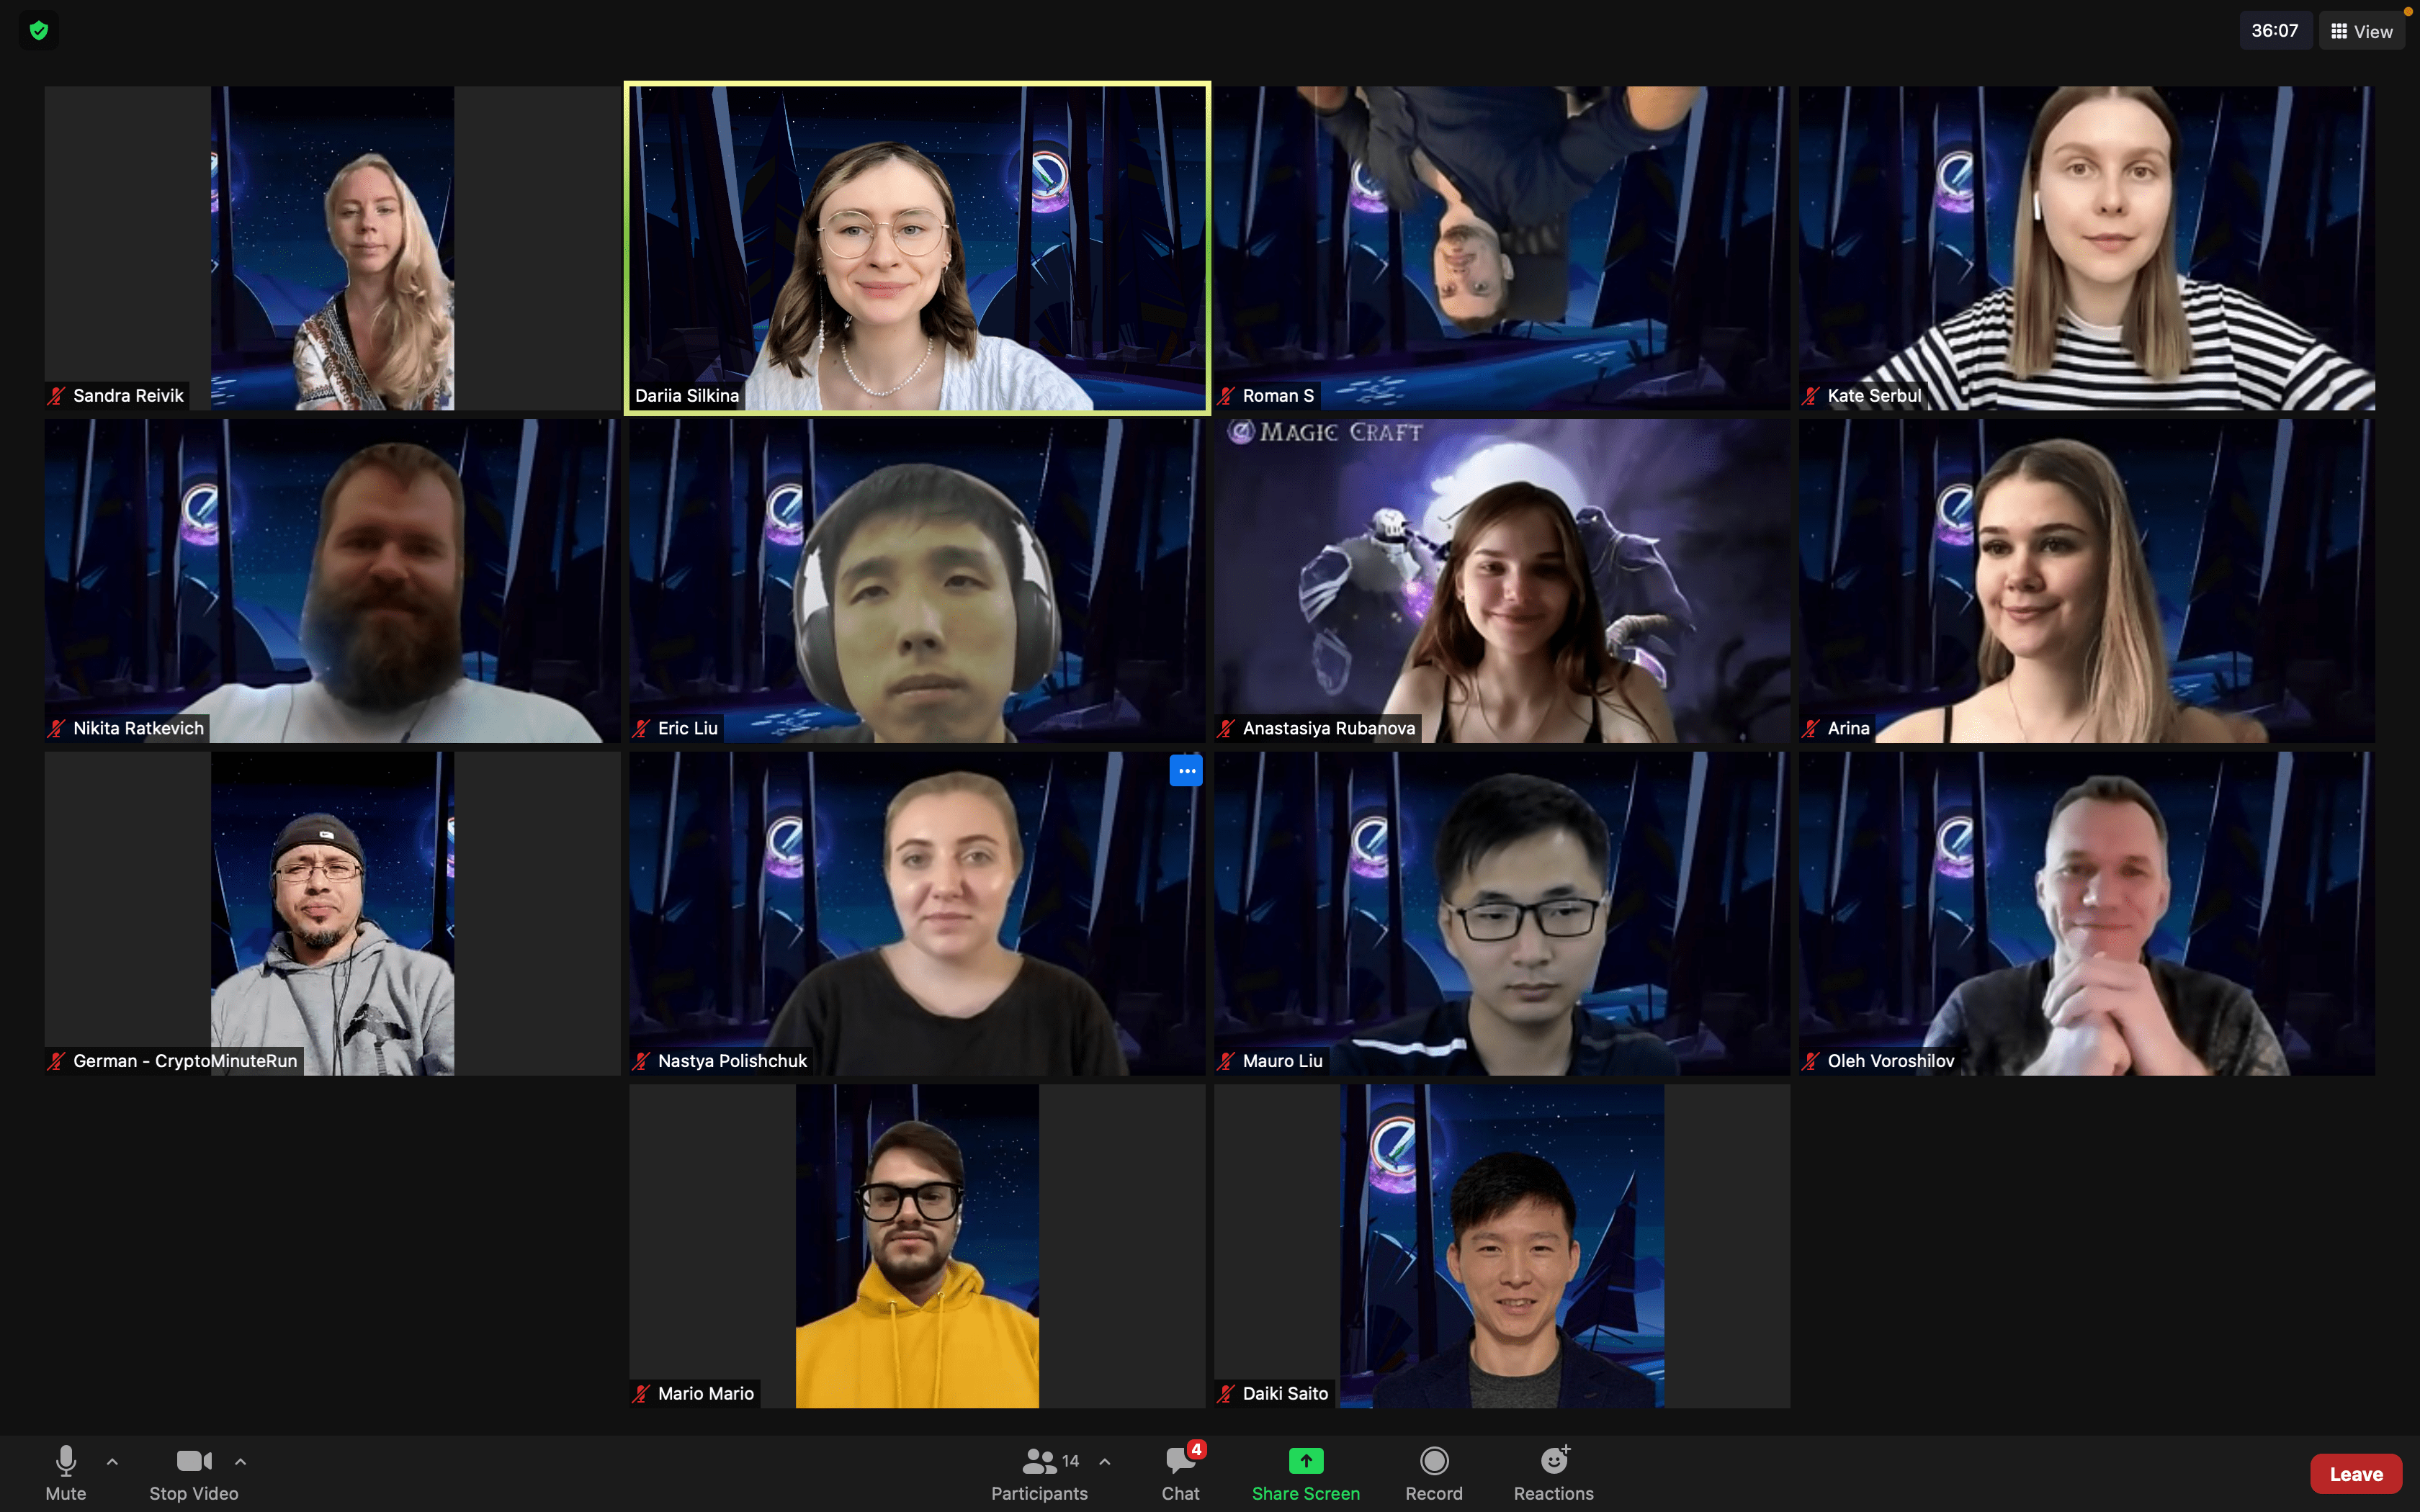 36:07
View
Sandra Reivik
Dariia Silkina
Roman S
Kate Serbul
MAGIC CRAFT
Nikita Ratkevich
Eric Liu
Anastasiya Rubanova
Arina
German - CryptoMinuteRun
Nastya Polishchuk
Mauro Liu
Oleh Voroshilov
Mario Mario
Daiki Saito
14
4
Mute
Stop Video
Participants
Chat
Share Screen
Record
Reactions
Leave